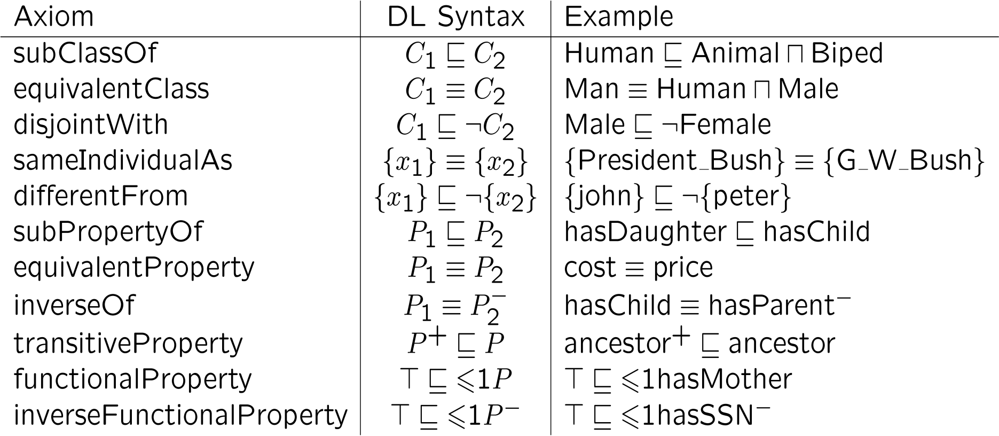 Axiom DL Syntax Example
subClassOf C₁ ⊑ C₂ Human ⊑ Animal ⊓ Biped
equivalentClass C₁ ≡ C₂ Man ≡ Human ⊓ Male
disjointWith C₁ ⊑ ¬C₂ Male ⊑ ¬Female
sameIndividualAs {x₁} ≡ {x₂} {President_Bush} ≡ {G_W_Bush}
differentFrom {x₁} ⊑ ¬{x₂} {john} ⊑ ¬{peter}
subPropertyOf P₁ ⊑ P₂ hasDaughter ⊑ hasChild
equivalentProperty P₁ ≡ P₂ cost ≡ price
inverseOf P₁ ≡ P₂⁻ hasChild ≡ hasParent⁻
transitiveProperty P⁺ ⊑ P ancestor⁺ ⊑ ancestor
functionalProperty ⊤ ⊑ ⩽1P ⊤ ⊑ ⩽1hasMother
inverseFunctionalProperty ⊤ ⊑ ⩽1P⁻ ⊤ ⊑ ⩽1hasSSN⁻